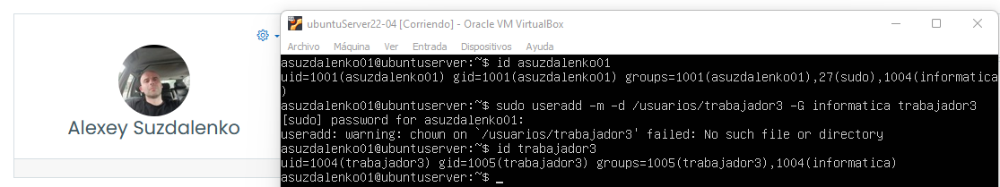 Alexey Suzdalenko
ubuntuServer22-04 [Corriendo] - Oracle VM VirtualBox
Archivo Máquina Ver Entrada Dispositivos Ayuda
asuzdalenko01@ubuntuserver:~$ id asuzdalenko01
uid=1001(asuzdalenko01) gid=1001(asuzdalenko01) groups=1001(asuzdalenko01),27(sudo),1004(informatica
)
asuzdalenko01@ubuntuserver:~$ sudo useradd -m -d /usuarios/trabajador3 -G informatica trabajador3
[sudo] password for asuzdalenko01:
useradd: warning: chown on `/usuarios/trabajador3' failed: No such file or directory
asuzdalenko01@ubuntuserver:~$ id trabajador3
uid=1004(trabajador3) gid=1005(trabajador3) groups=1005(trabajador3),1004(informatica)
asuzdalenko01@ubuntuserver:~$ _